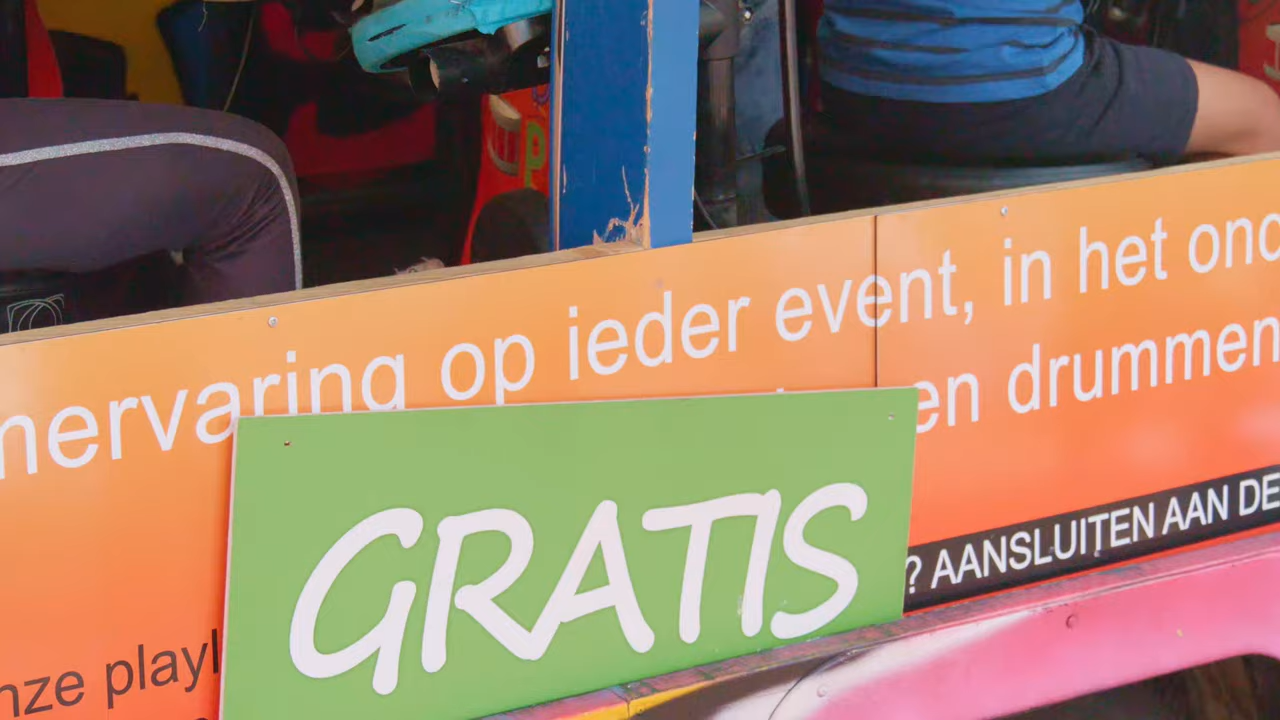 nervaring op ieder event, in het ond
en drummen
GRATIS
? AANSLUITEN AAN DE
nze playl